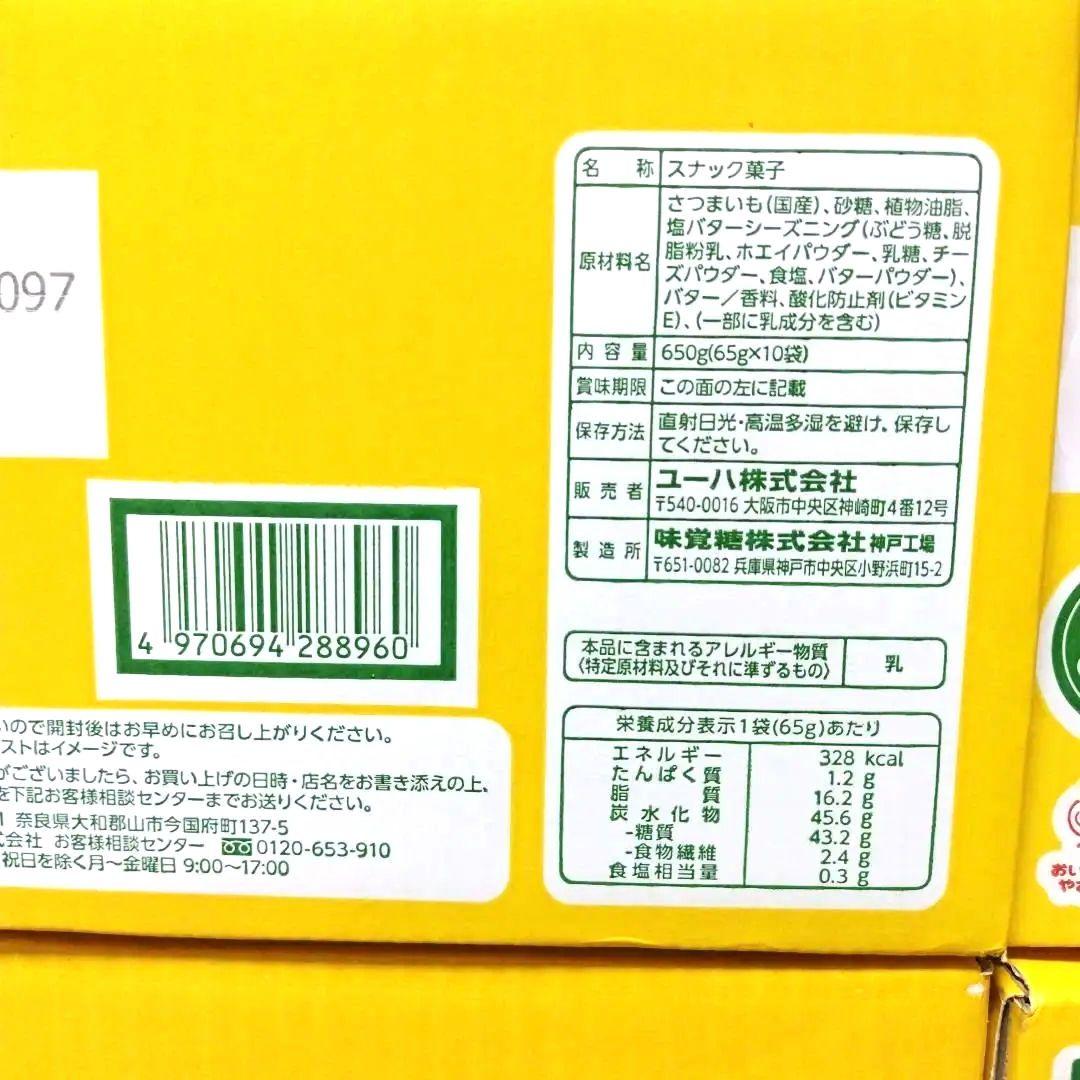 097
名 称 スナック菓子
原材料名
さつまいも(国産)、砂糖、植物油脂、
塩バターシーズニング(ぶどう糖、脱
脂粉乳、ホエイパウダー、乳糖、チー
ズパウダー、食塩、バターパウダー)、
バター/香料、酸化防止剤(ビタミン
E)、(一部に乳成分を含む)
内容量 650g(65g×10袋)
賞味期限 この面の左に記載
保存方法 直射日光・高温多湿を避け、保存し
てください。
販売者 ユーハ株式会社
〒540-0016 大阪市中央区神崎町4番12号
製造所 味覚糖株式会社 神戸工場
〒651-0082 兵庫県神戸市中央区小野浜町15-2
本品に含まれるアレルギー物質
〈特定原材料及びそれに準ずるもの〉
乳
栄養成分表示1袋(65g)あたり
エネルギー 328 kcal
たんぱく質 1.2 g
脂質 16.2 g
炭水化物 45.6 g
-糖質 43.2 g
-食物繊維 2.4 g
食塩相当量 0.3 g
4 970694 288960
いので開封後はお早めにお召し上がりください。
ストはイメージです。
がございましたら、お買い上げの日時・店名をお書き添えの上、
を下記お客様相談センターまでお送りください。
1 奈良県大和郡山市今国府町137-5
式会社 お客様相談センター 0120-653-910
祝日を除く月〜金曜日 9:00〜17:00
おい
や